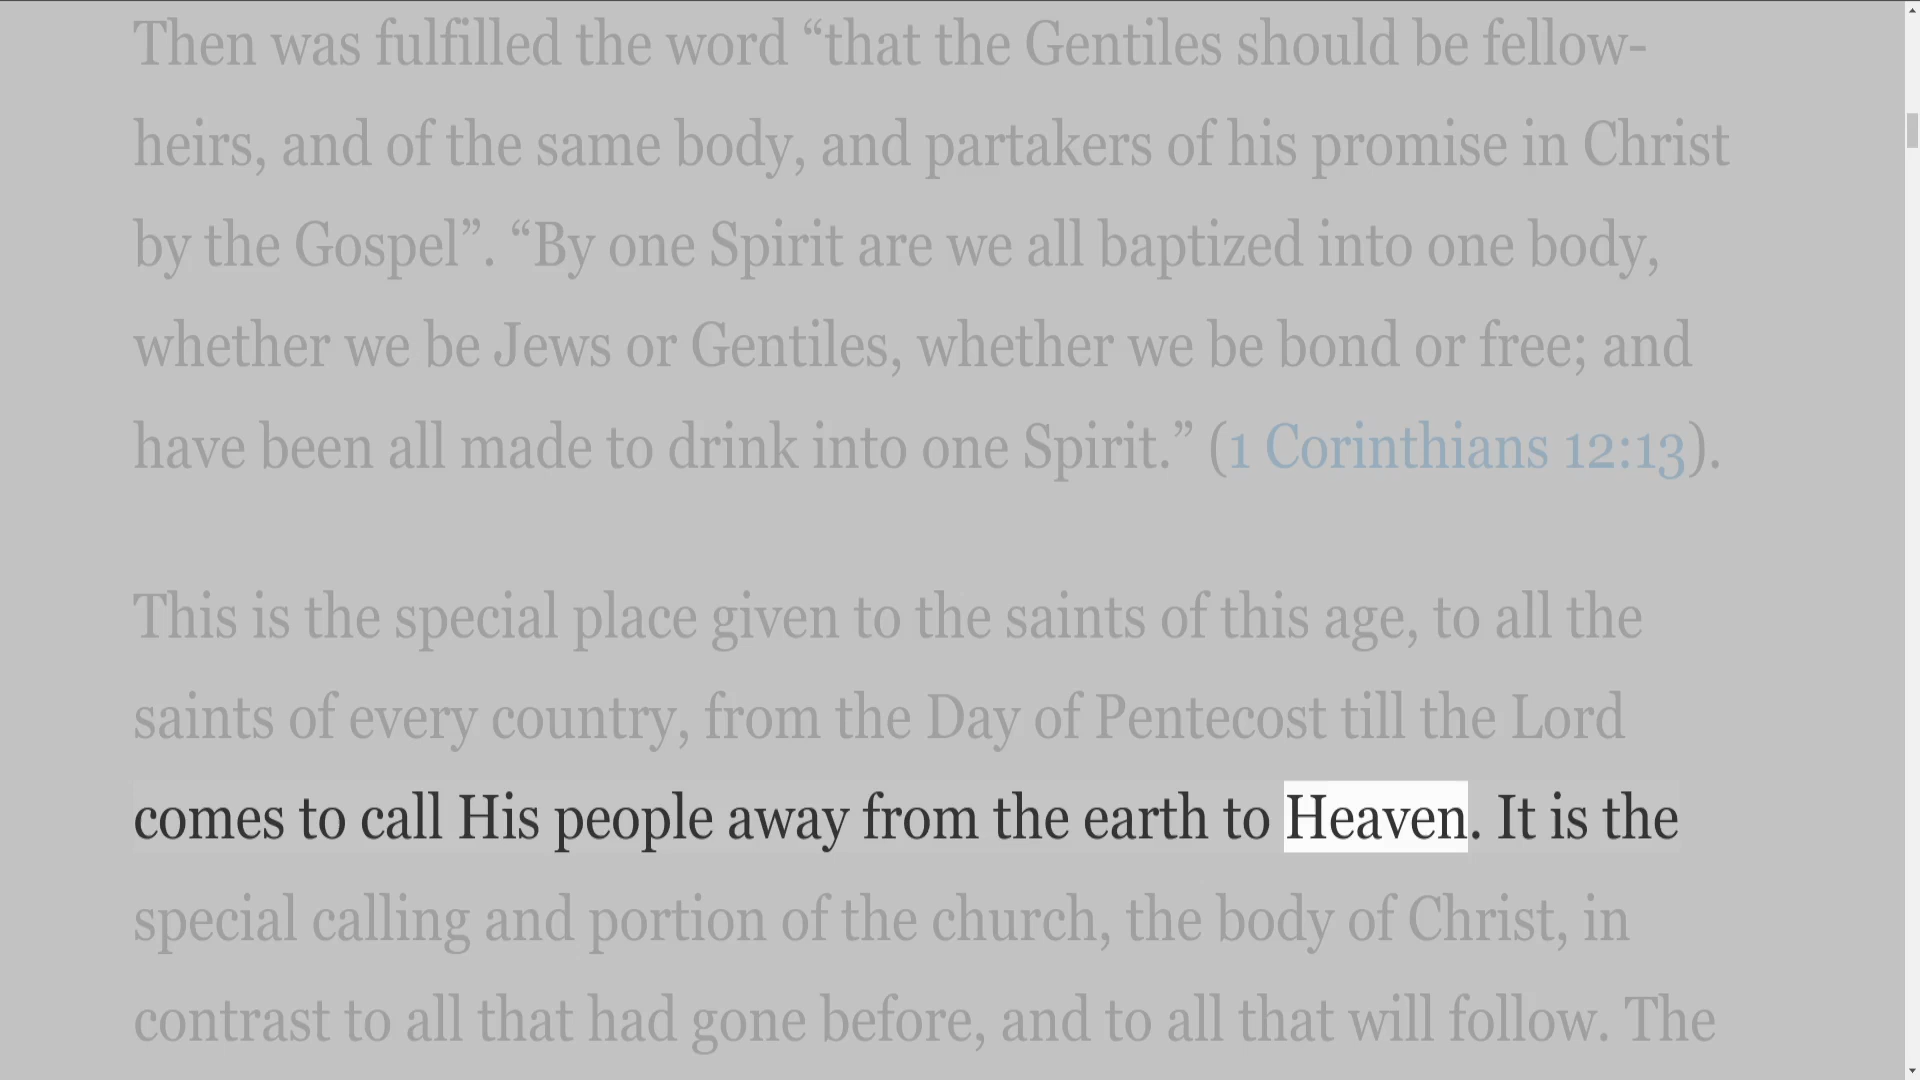 Then was fulfilled the word “that the Gentiles should be fellow-
heirs, and of the same body, and partakers of his promise in Christ
by the Gospel”. “By one Spirit are we all baptized into one body,
whether we be Jews or Gentiles, whether we be bond or free; and
have been all made to drink into one Spirit.” (1 Corinthians 12:13).
This is the special place given to the saints of this age, to all the
saints of every country, from the Day of Pentecost till the Lord
comes to call His people away from the earth to Heaven. It is the
special calling and portion of the church, the body of Christ, in
contrast to all that had gone before, and to all that will follow. The